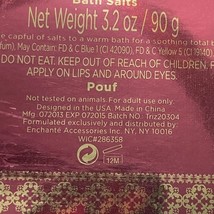 Bath Salts
Net Weight 3.2 oz / 90 g
e capful of salts to a warm bath for a soothing total b
fum), May Contain: FD & C Blue 1 (CI 42090), FD & C Yellow 5 (CI 19140)
DO NOT EAT. KEEP OUT OF REACH OF CHILDREN.
APPLY ON LIPS AND AROUND EYES.
Pouf
Not tested on animals. For adult use only
Designed in the USA. Made in China
Mfg. 072013 EXP. 072015 BATCH NO. Triz20304
Formulated exclusively and distributed by
Enchanté Accessories Inc. NY, NY 10016
WIC#286358
12M